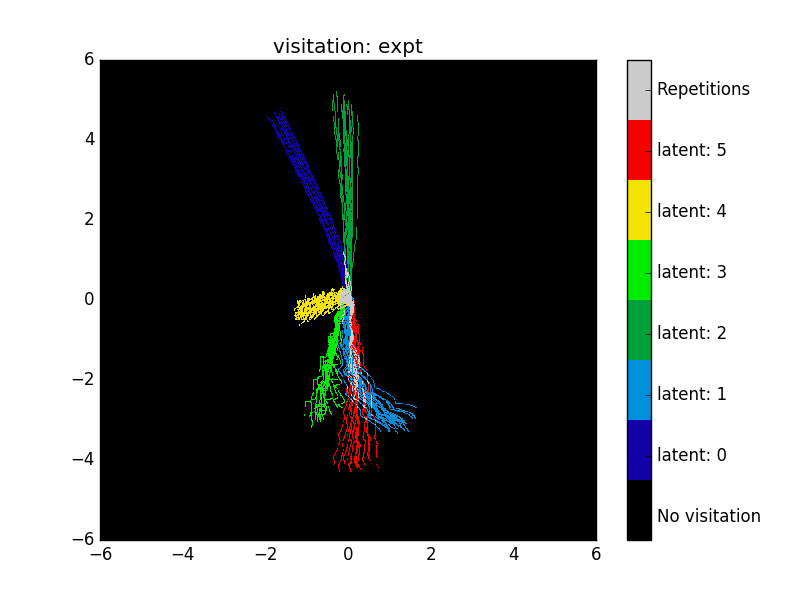 visitation: expt
6
4
2
0
−2
−4
−6
−6
−4
−2
0
2
4
6
Repetitions
latent: 5
latent: 4
latent: 3
latent: 2
latent: 1
latent: 0
No visitation